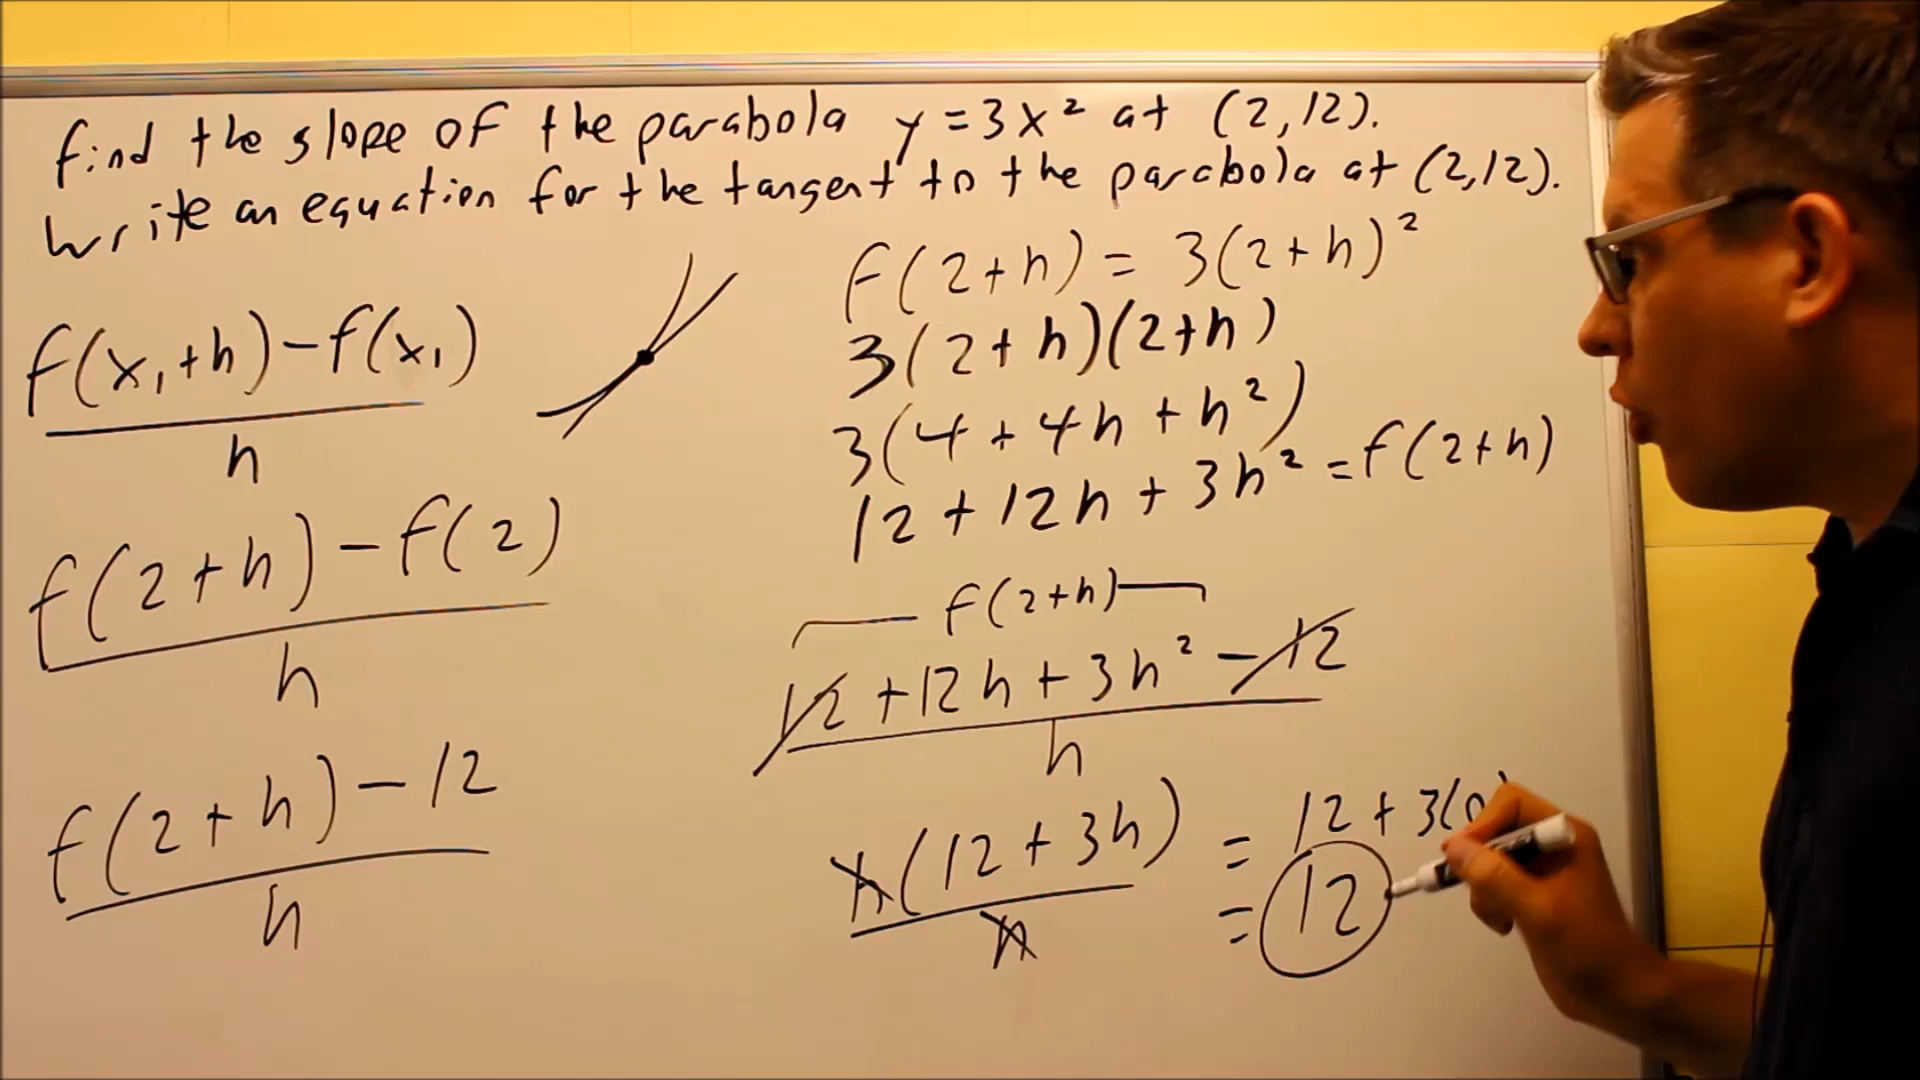 find the slope of the parabola y = 3x² at (2,12).
Write an equation for the tangent to the parabola at (2,12).
f(x₁+h) - f(x₁)
h
f(2+h) - f(2)
h
f(2+h) - 12
h
f(2+h) = 3(2+h)²
3(2+h)(2+h)
3(4+4h+h²)
12+12h+3h² = f(2+h)
f(2+h)
12+12h+3h² - 12
h
h(12+3h) = 12+3(0)
h
= 12